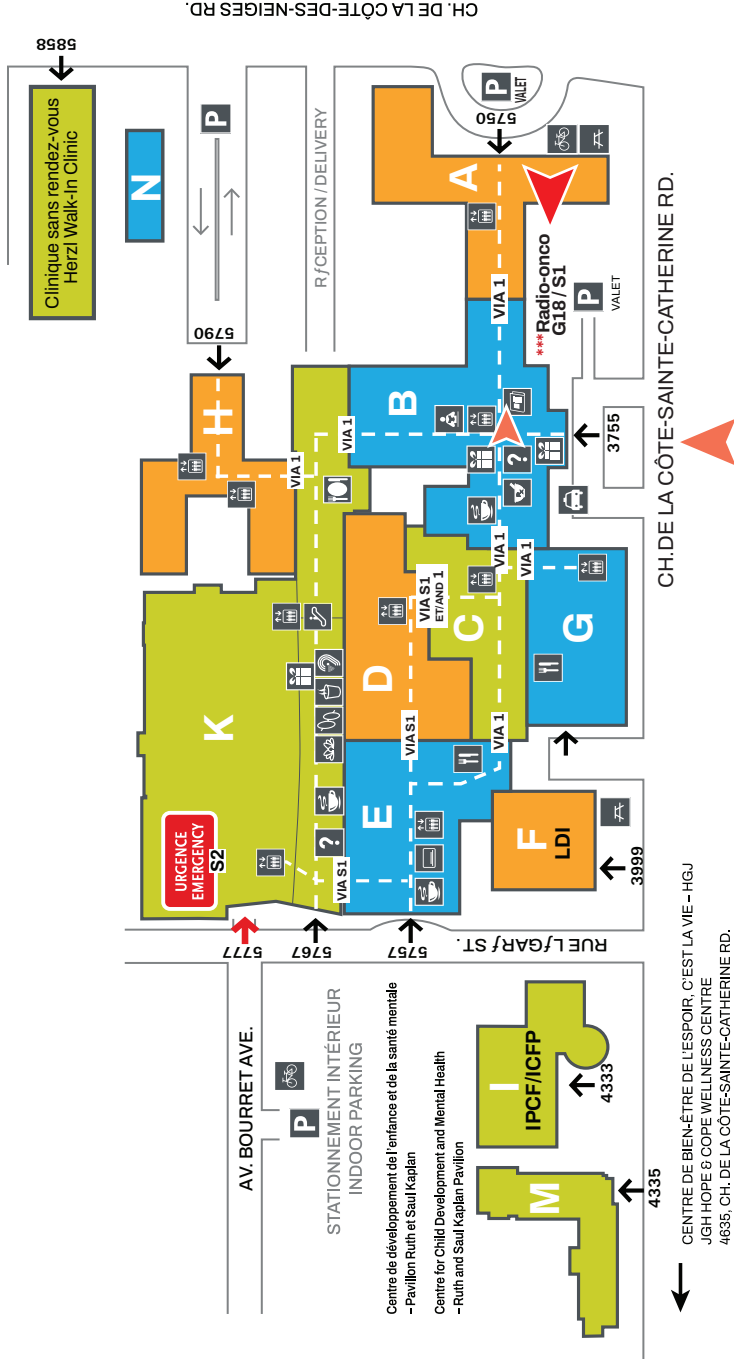 CH. DE LA CÔTE-DES-NEIGES RD.
5858
Clinique sans rendez-vous
Herzl Walk-In Clinic
N
P
5790
RƒCEPTION / DELIVERY
P
VALET
5750
A
VIA 1
***Radio-onco
G18 / S1
P
VALET
H
VIA 1
VIA 1
B
?
3755
CH.DE LA CÔTE-SAINTE-CATHERINE RD.
K
URGENCE
EMERGENCY
S2
?
VIA S1
D
VIA S1
ET/AND 1
C
VIA 1
VIA 1
G
VIA S1
VIA 1
E
F
LDI
3999
5777
5767
5757
RUE LƒGARƒ ST.
AV. BOURRET AVE.
P
STATIONNEMENT INTÉRIEUR
INDOOR PARKING
Centre de développement de l'enfance et de la santé mentale
– Pavillon Ruth et Saul Kaplan
Centre for Child Development and Mental Health
– Ruth and Saul Kaplan Pavilion
I
IPCF/ICFP
4333
M
4335
CENTRE DE BIEN-ÊTRE DE L'ESPOIR, C'EST LA VIE – HGJ
JGH HOPE & COPE WELLNESS CENTRE
4635, CH. DE LA CÔTE-SAINTE-CATHERINE RD.